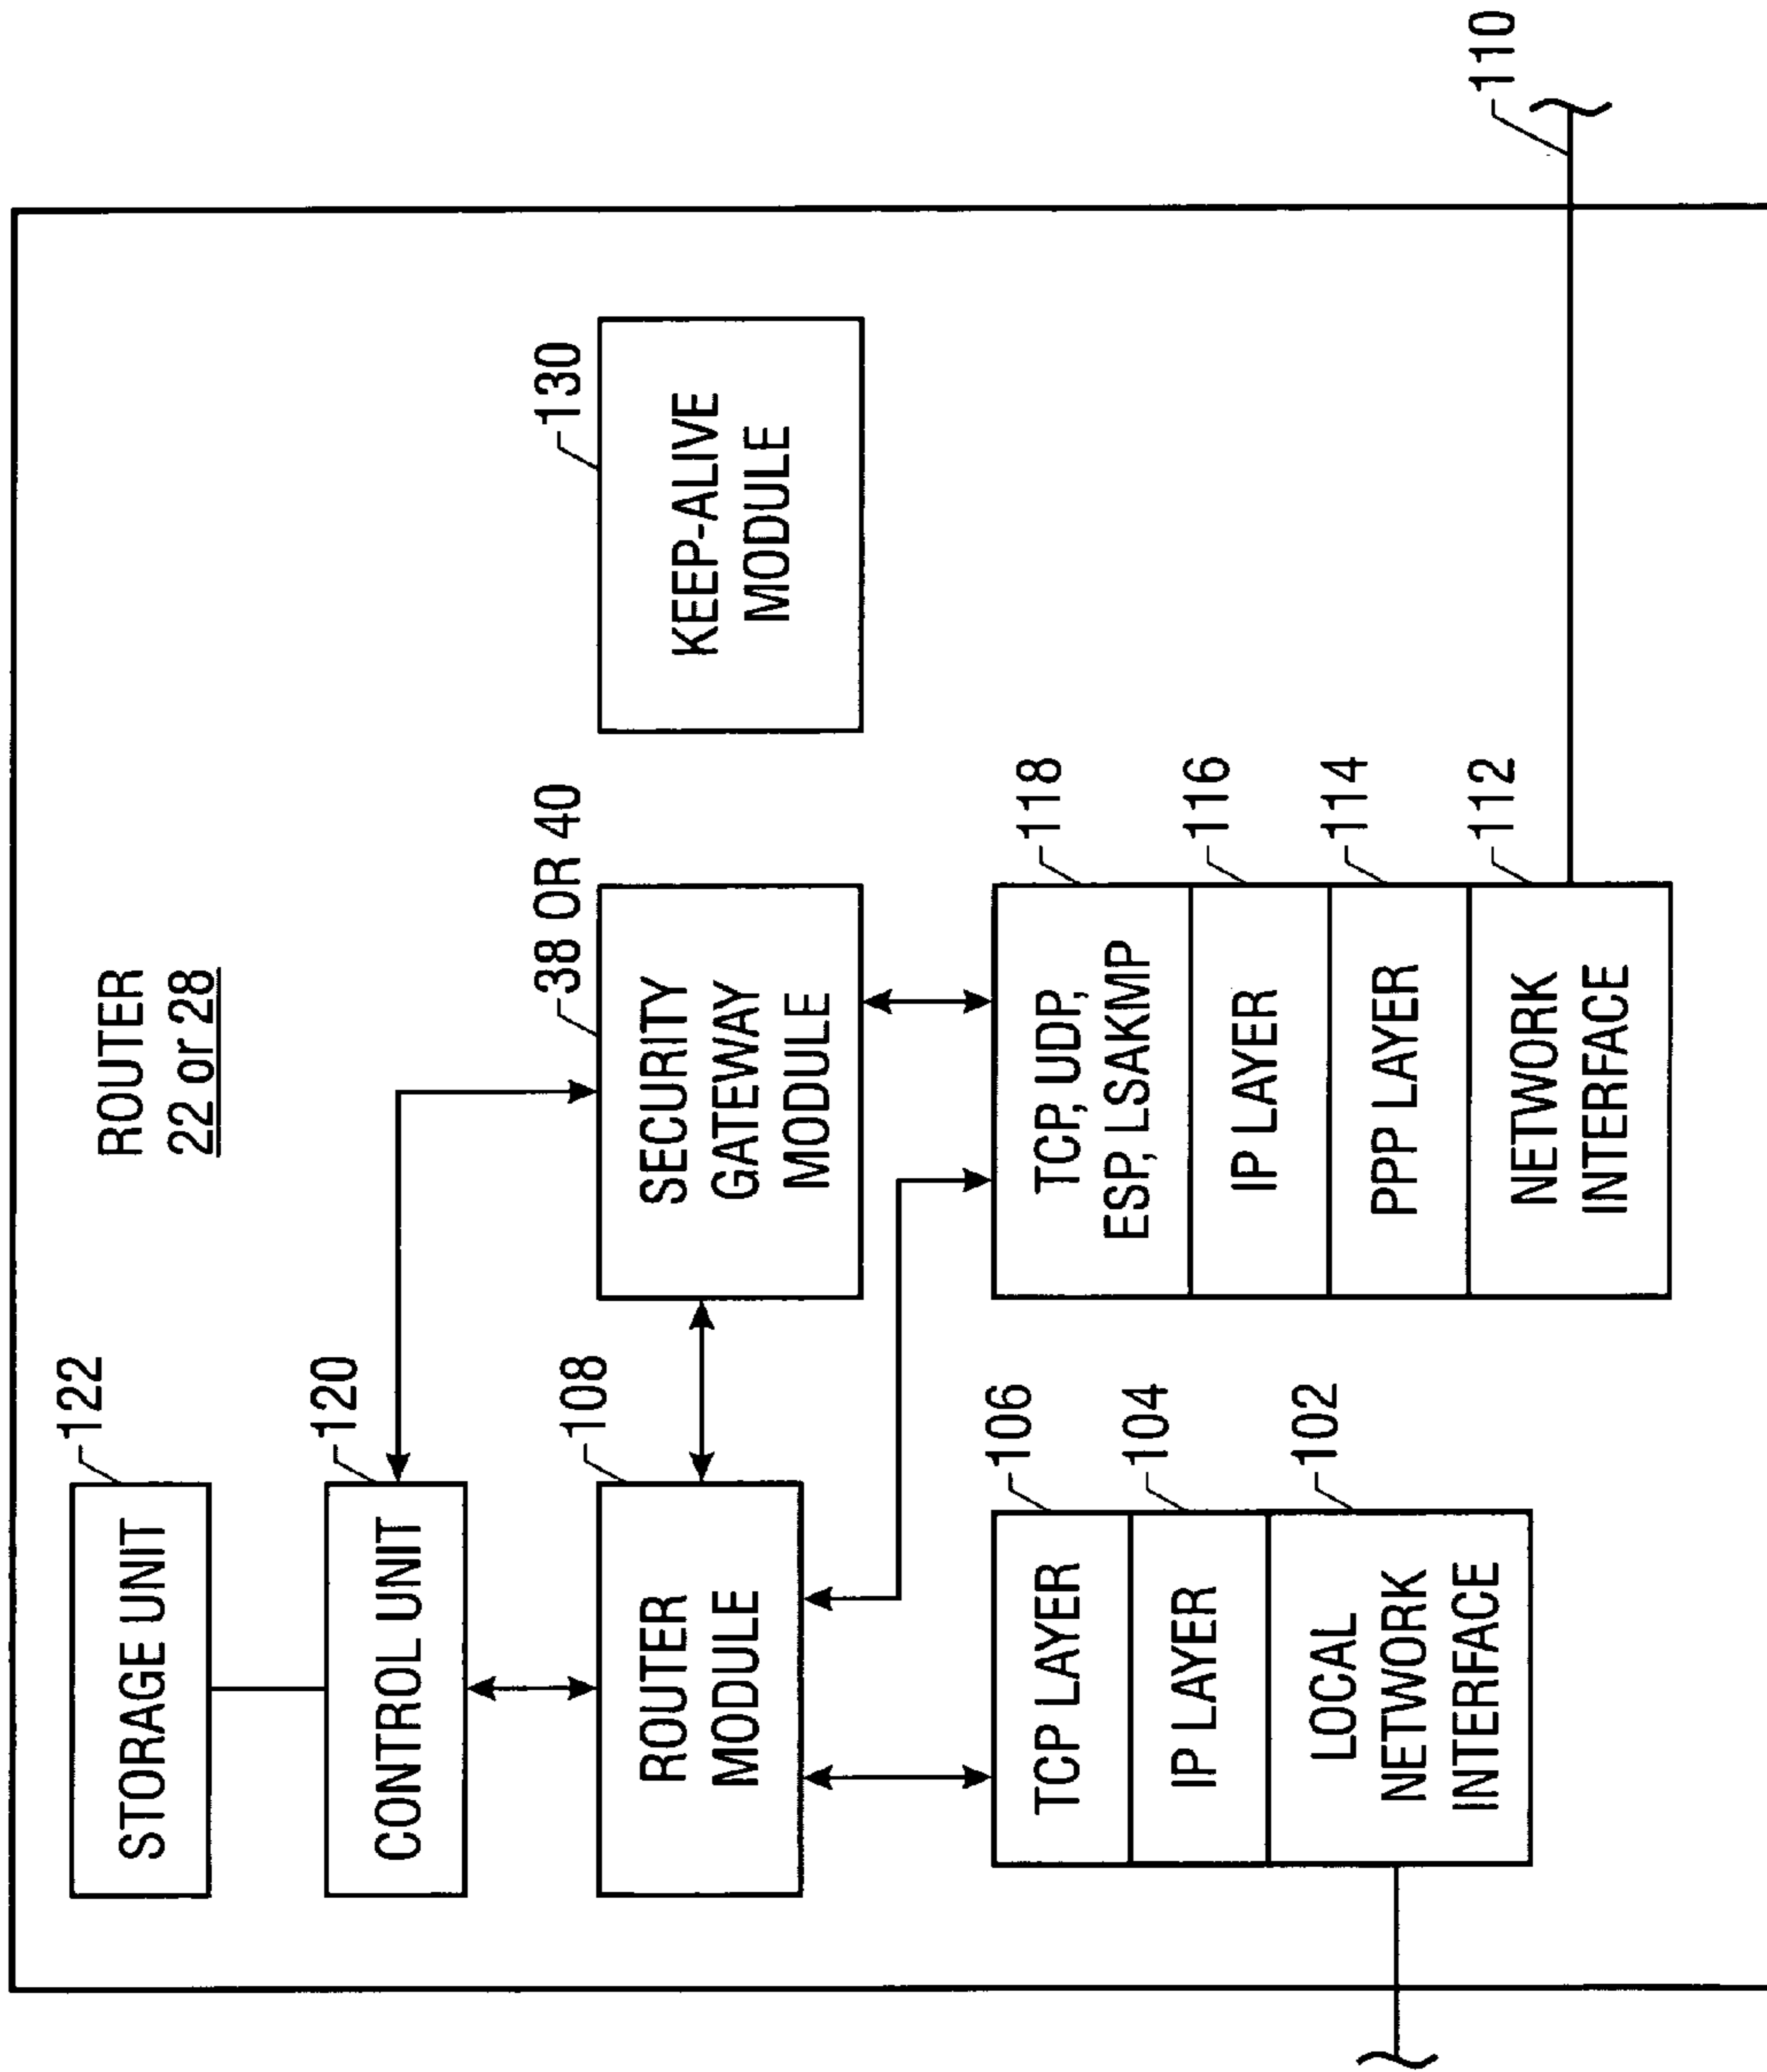 ROUTER
22 or 28
STORAGE UNIT
122
CONTROL UNIT
120
ROUTER
MODULE
108
SECURITY
GATEWAY
MODULE
38 OR 40
KEEP-ALIVE
MODULE
130
TCP LAYER
106
IP LAYER
104
LOCAL
NETWORK
INTERFACE
102
TCP, UDP,
ESP, LSAKMP
118
IP LAYER
116
PPP LAYER
114
NETWORK
INTERFACE
112
110